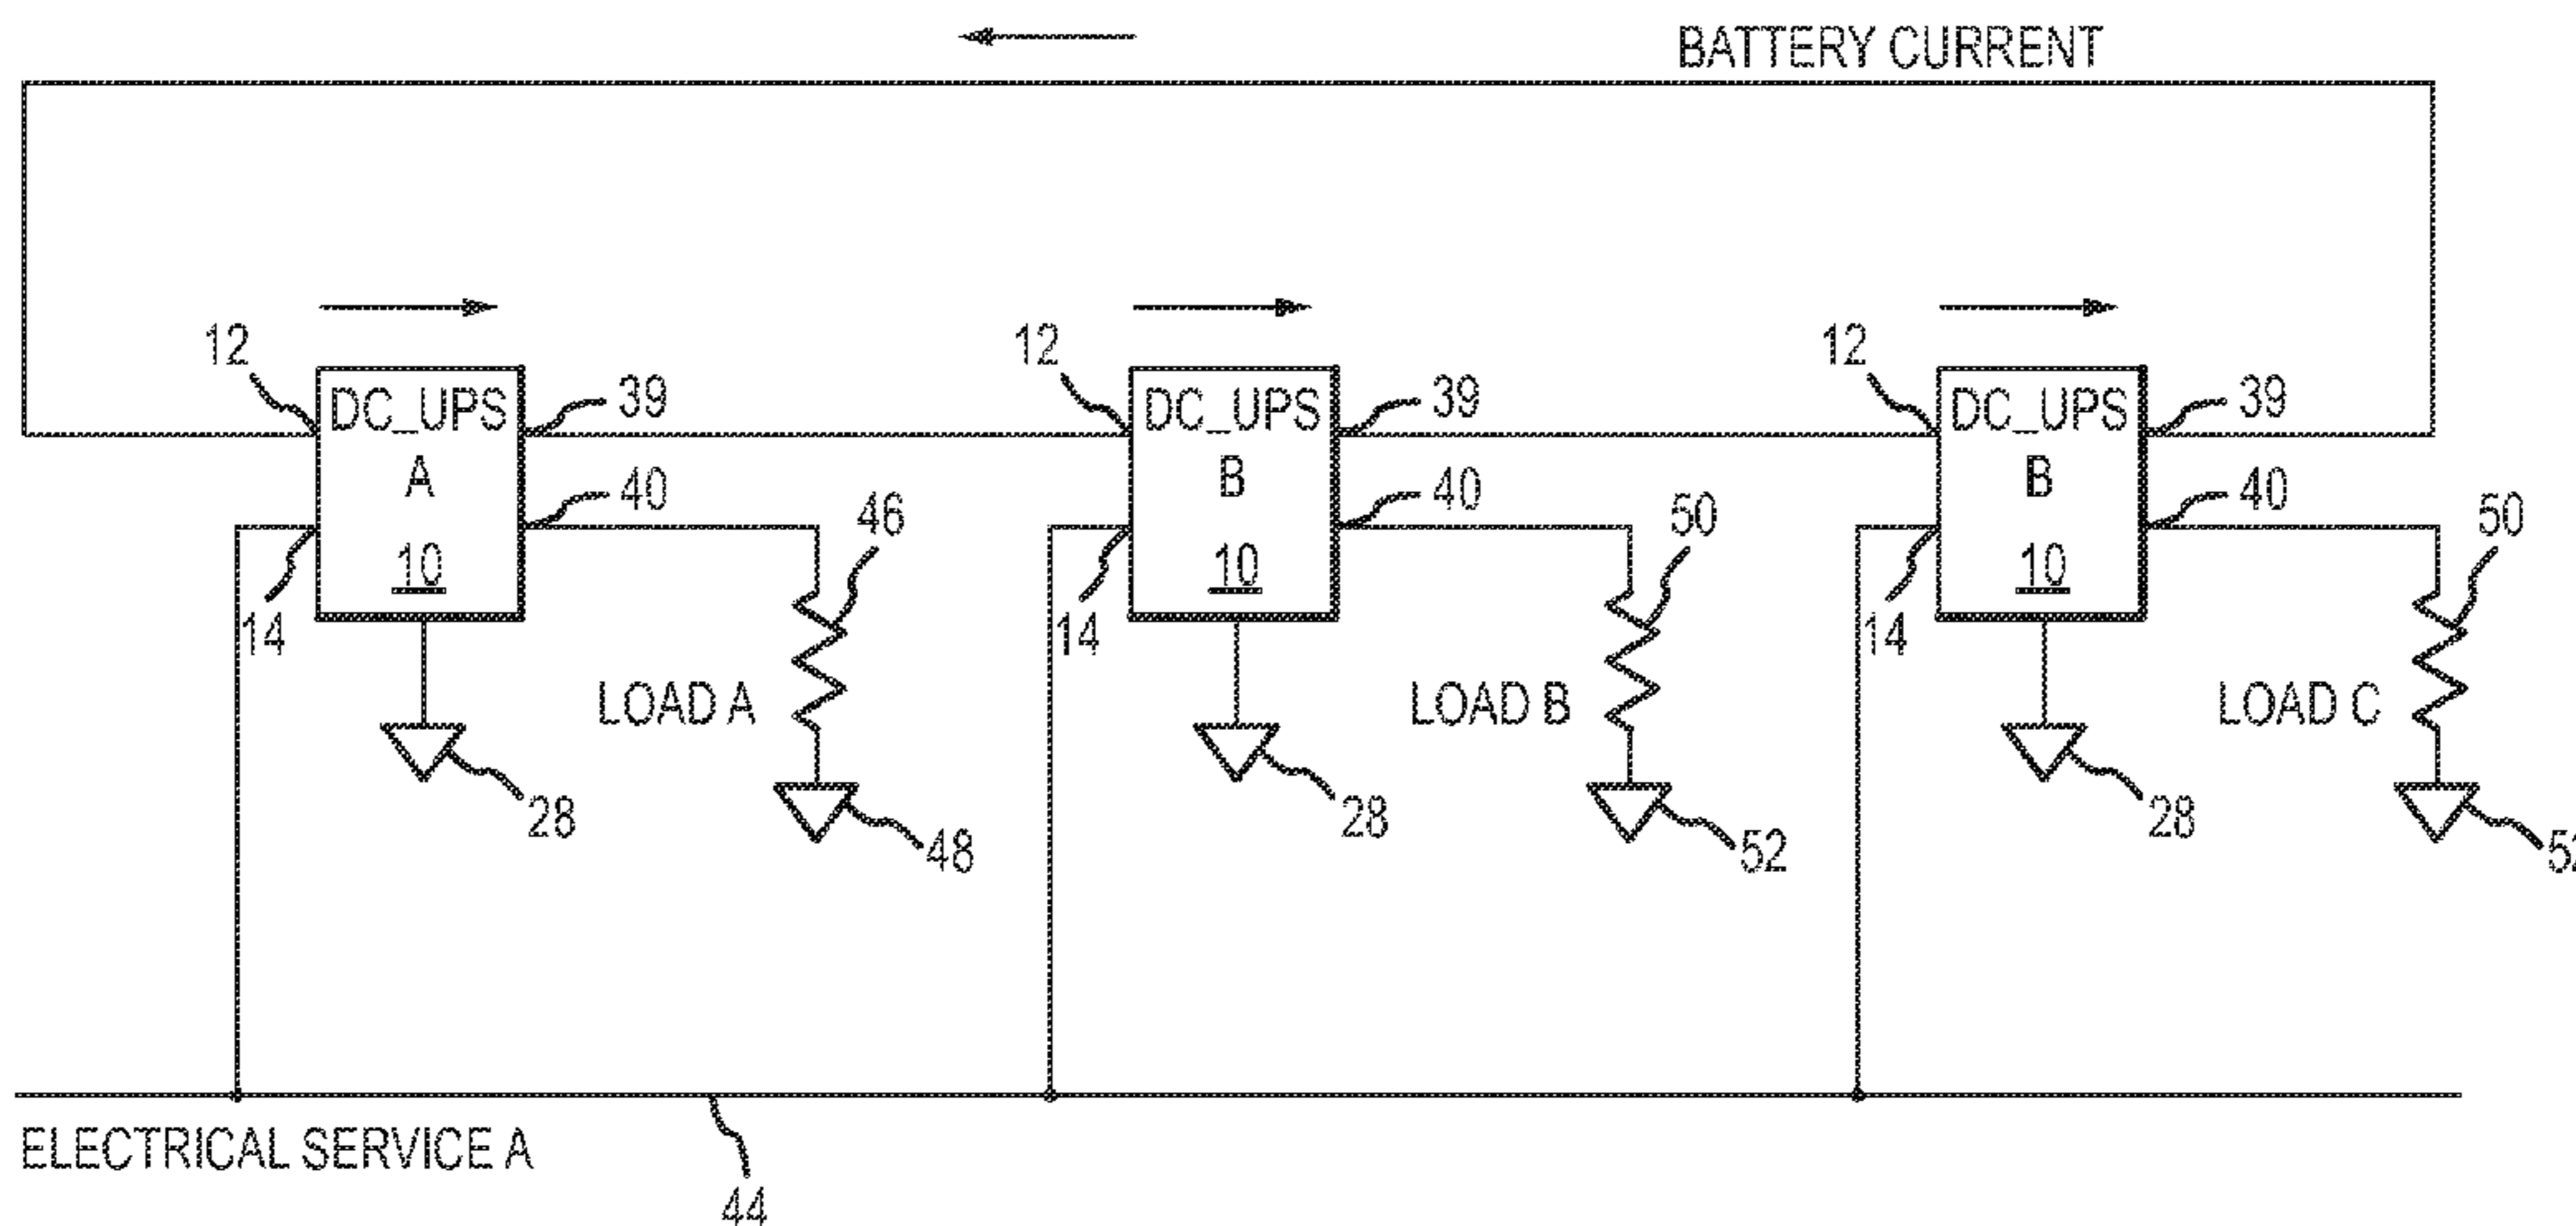 BATTERY CURRENT
12
DC_UPS
A
10
39
40
14
28
46
LOAD A
48
12
DC_UPS
B
10
39
40
14
28
50
LOAD B
52
12
DC_UPS
B
10
39
40
14
28
50
LOAD C
ELECTRICAL SERVICE A
44